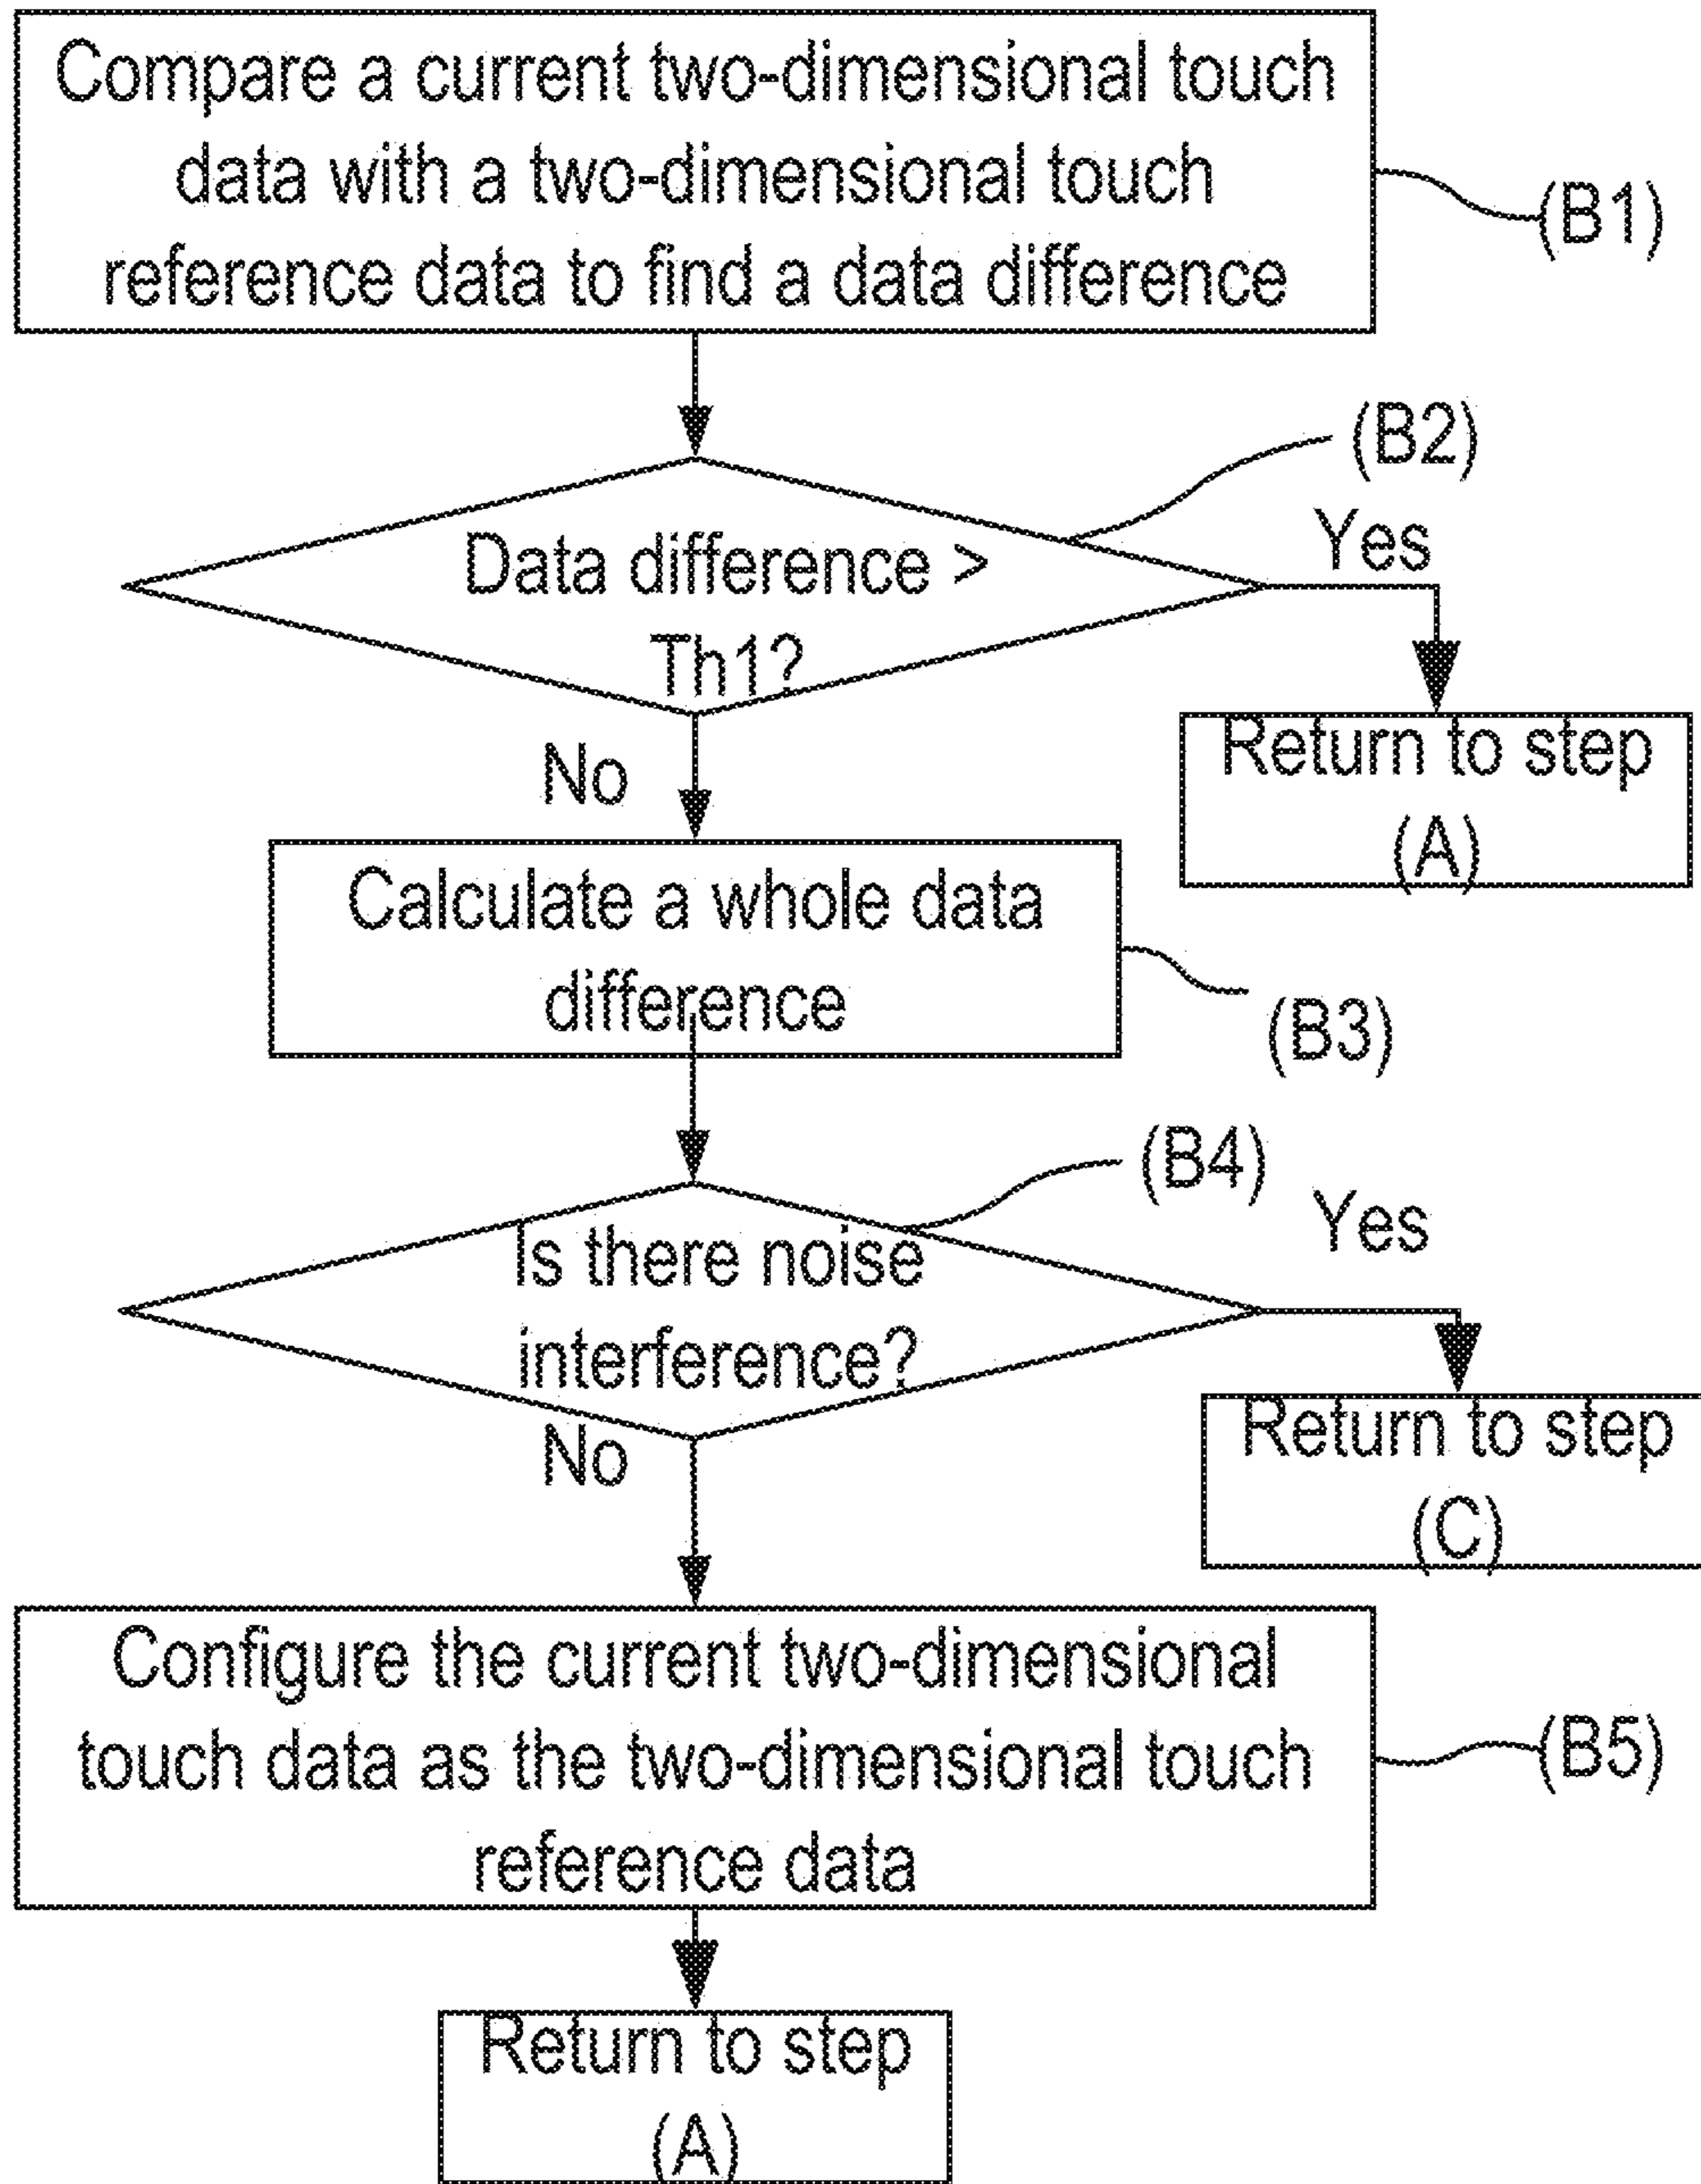 Compare a current two-dimensional touch
data with a two-dimensional touch
reference data to find a data difference
(B1)
(B2)
Data difference >
Th1?
Yes
Return to step
(A)
No
Calculate a whole data
difference
(B3)
(B4)
Is there noise
interference?
Yes
Return to step
(C)
No
Configure the current two-dimensional
touch data as the two-dimensional touch
reference data
(B5)
Return to step
(A)